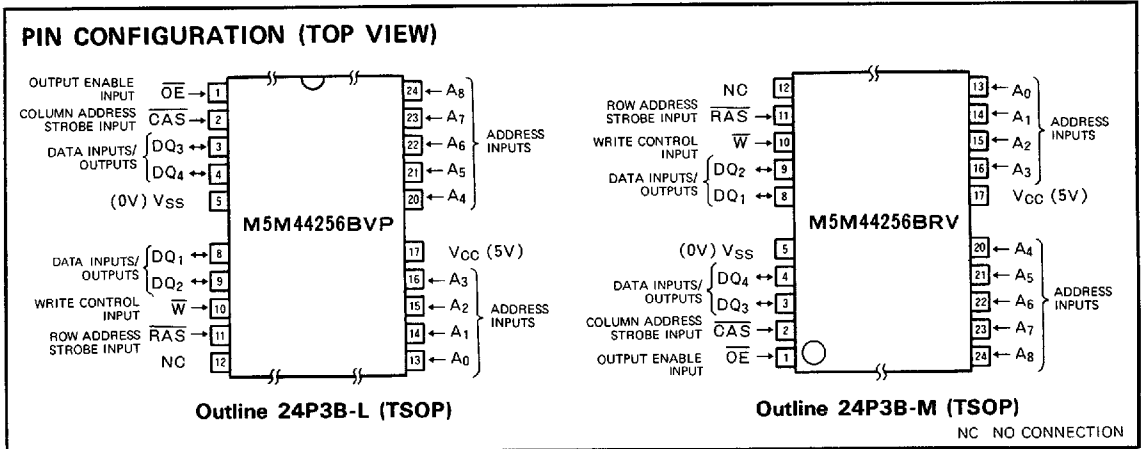 PIN CONFIGURATION (TOP VIEW)
OUTPUT ENABLE
INPUT
OE → 1
COLUMN ADDRESS
STROBE INPUT
CAS → 2
DATA INPUTS/
OUTPUTS
DQ3 ↔ 3
DQ4 ↔ 4
(0V) VSS 5
DATA INPUTS/
OUTPUTS
DQ1 ↔ 8
DQ2 ↔ 9
WRITE CONTROL
INPUT
W → 10
ROW ADDRESS
STROBE INPUT
RAS → 11
NC 12
M5M44256BVP
24 ← A8
23 ← A7
22 ← A6
21 ← A5
20 ← A4
ADDRESS
INPUTS
17 VCC (5V)
16 ← A3
15 ← A2
14 ← A1
13 ← A0
ADDRESS
INPUTS
Outline 24P3B-L (TSOP)
NC 12
ROW ADDRESS
STROBE INPUT
RAS → 11
WRITE CONTROL
INPUT
W → 10
DATA INPUTS/
OUTPUTS
DQ2 ↔ 9
DQ1 ↔ 8
(0V) VSS 5
DATA INPUTS/
OUTPUTS
DQ4 ↔ 4
DQ3 ↔ 3
COLUMN ADDRESS
STROBE INPUT
CAS → 2
OUTPUT ENABLE
INPUT
OE → 1
M5M44256BRV
13 ← A0
14 ← A1
15 ← A2
16 ← A3
ADDRESS
INPUTS
17 VCC (5V)
20 ← A4
21 ← A5
22 ← A6
23 ← A7
24 ← A8
ADDRESS
INPUTS
Outline 24P3B-M (TSOP)
NC NO CONNECTION